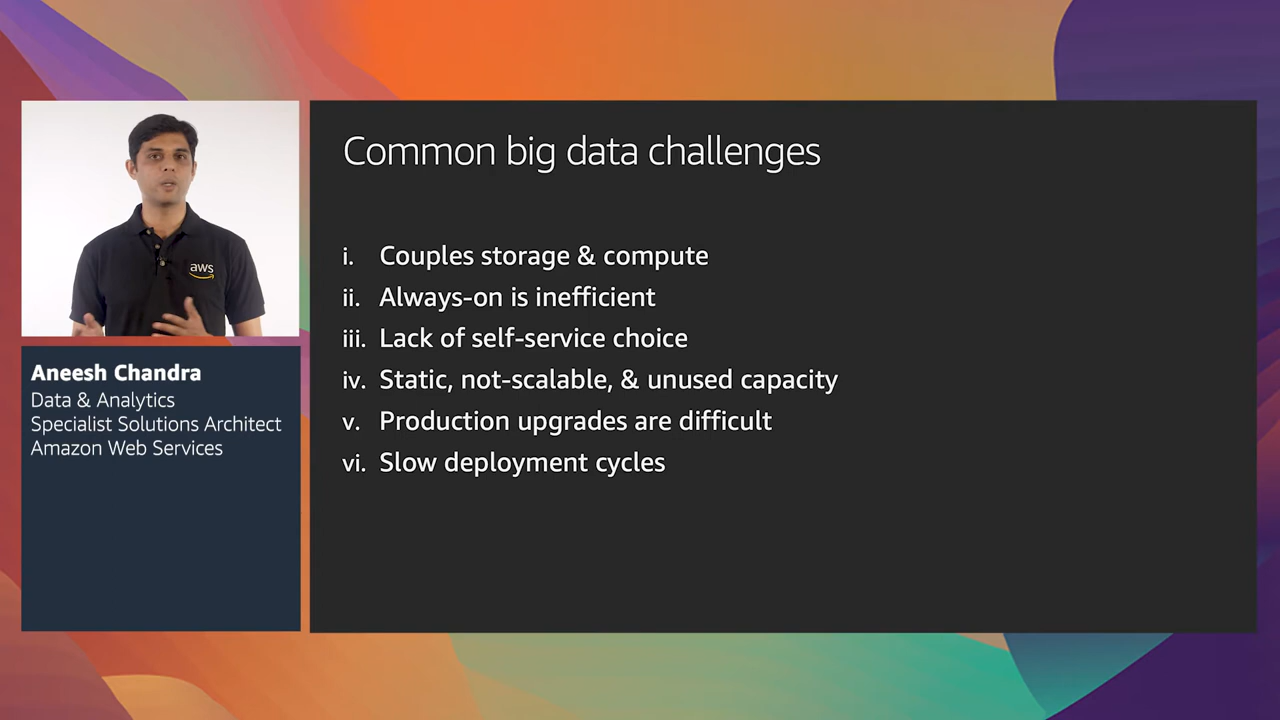 Common big data challenges
i. Couples storage & compute
ii. Always-on is inefficient
iii. Lack of self-service choice
iv. Static, not-scalable, & unused capacity
v. Production upgrades are difficult
vi. Slow deployment cycles
aws
Aneesh Chandra
Data & Analytics
Specialist Solutions Architect
Amazon Web Services